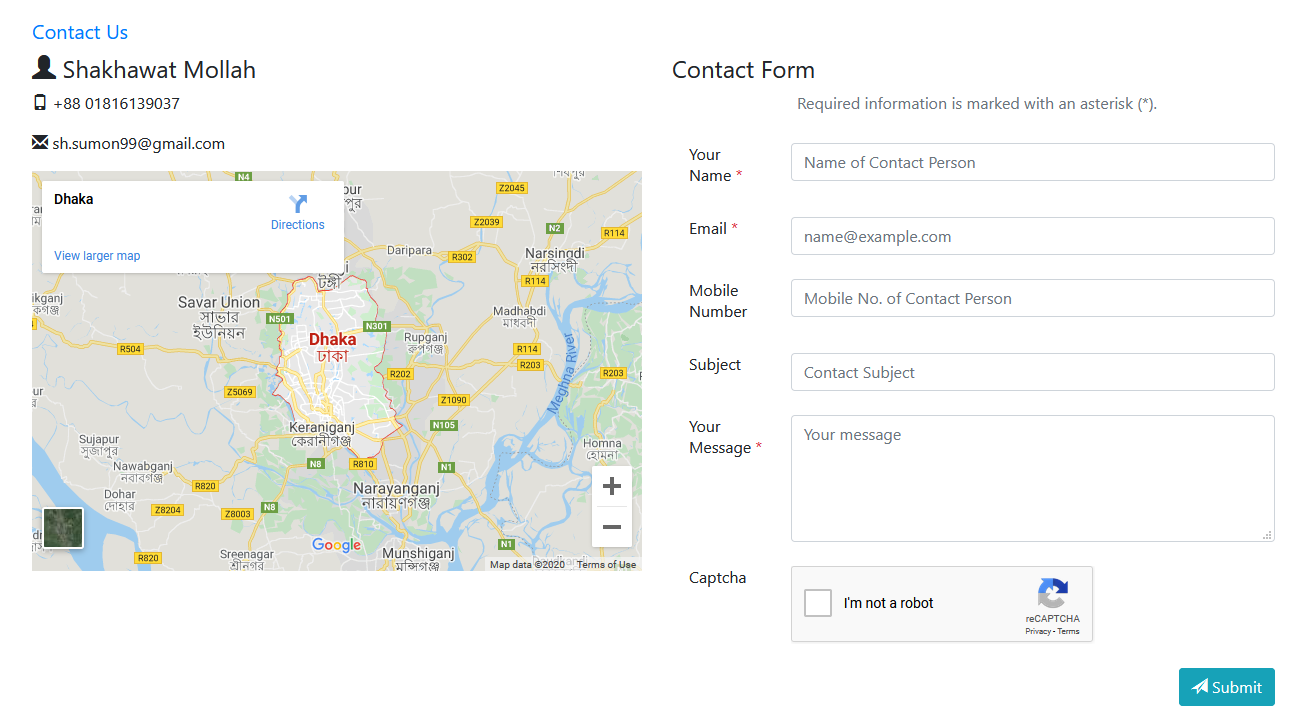 Contact Us
Shakhawat Mollah
+88 01816139037
sh.sumon99@gmail.com
Dhaka
Directions
View larger map
N4
Z2045
Z2039
N2
R114
Daripara
R302
Narsingdi
নরসিংদী
R114
টঙ্গী
Savar Union
সাভার
ইউনিয়ন
N501
N301
Madhabdi
মাধবদী
Dhaka
ঢাকা
Rupganj
রূপগঞ্জ
R504
R114
R203
R202
R203
Meghna River
Z5069
Z1090
Keraniganj
কেরানীগঞ্জ
N105
Sujapur
সুজাপুর
Homna
হোমনা
N8
R810
N1
Nawabganj
নবাবগঞ্জ
R820
Narayanganj
নারায়ণগঞ্জ
Dohar
দোহার
Z8204
Z8003
N8
Google
N1
R820
Sreenagar
শ্রীনগর
Munshiganj
মুন্সিগঞ্জ
Map data ©2020
Terms of Use
Contact Form
Required information is marked with an asterisk (*).
Your
Name *
Name of Contact Person
Email *
name@example.com
Mobile
Number
Mobile No. of Contact Person
Subject
Contact Subject
Your
Message *
Your message
Captcha
I'm not a robot
reCAPTCHA
Privacy - Terms
Submit